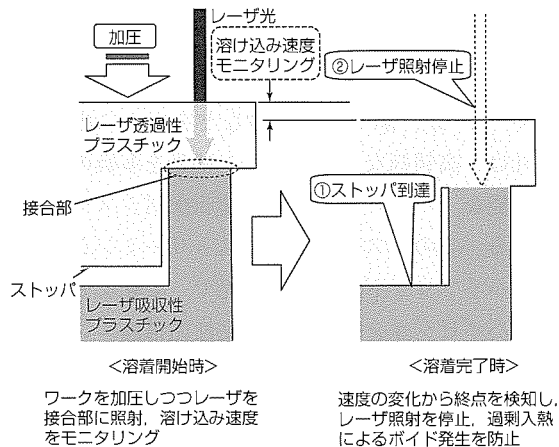 加圧
レーザ光
溶け込み速度
モニタリング
②レーザ照射停止
レーザ透過性
プラスチック
①ストッパ到達
接合部
ストッパ
レーザ吸収性
プラスチック
<溶着開始時>
ワークを加圧しつつレーザを
接合部に照射，溶け込み速度
をモニタリング
<溶着完了時>
速度の変化から終点を検知し，
レーザ照射を停止，過剰入熱
によるボイド発生を防止